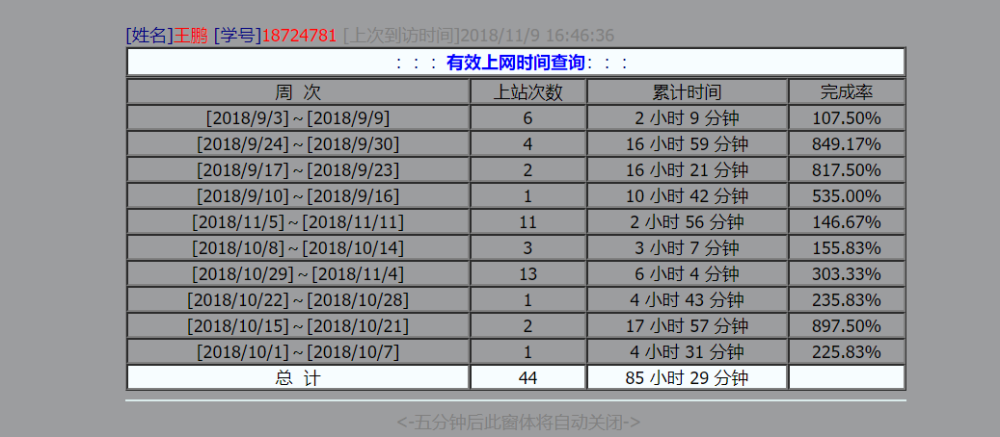 [姓名]王鹏 [学号]18724781 [上次到访时间]2018/11/9 16:46:36
：：：有效上网时间查询：：：
周 次 上站次数 累计时间 完成率
[2018/9/3]～[2018/9/9] 6 2 小时 9 分钟 107.50%
[2018/9/24]～[2018/9/30] 4 16 小时 59 分钟 849.17%
[2018/9/17]～[2018/9/23] 2 16 小时 21 分钟 817.50%
[2018/9/10]～[2018/9/16] 1 10 小时 42 分钟 535.00%
[2018/11/5]～[2018/11/11] 11 2 小时 56 分钟 146.67%
[2018/10/8]～[2018/10/14] 3 3 小时 7 分钟 155.83%
[2018/10/29]～[2018/11/4] 13 6 小时 4 分钟 303.33%
[2018/10/22]～[2018/10/28] 1 4 小时 43 分钟 235.83%
[2018/10/15]～[2018/10/21] 2 17 小时 57 分钟 897.50%
[2018/10/1]～[2018/10/7] 1 4 小时 31 分钟 225.83%
总 计 44 85 小时 29 分钟
<-五分钟后此窗体将自动关闭->